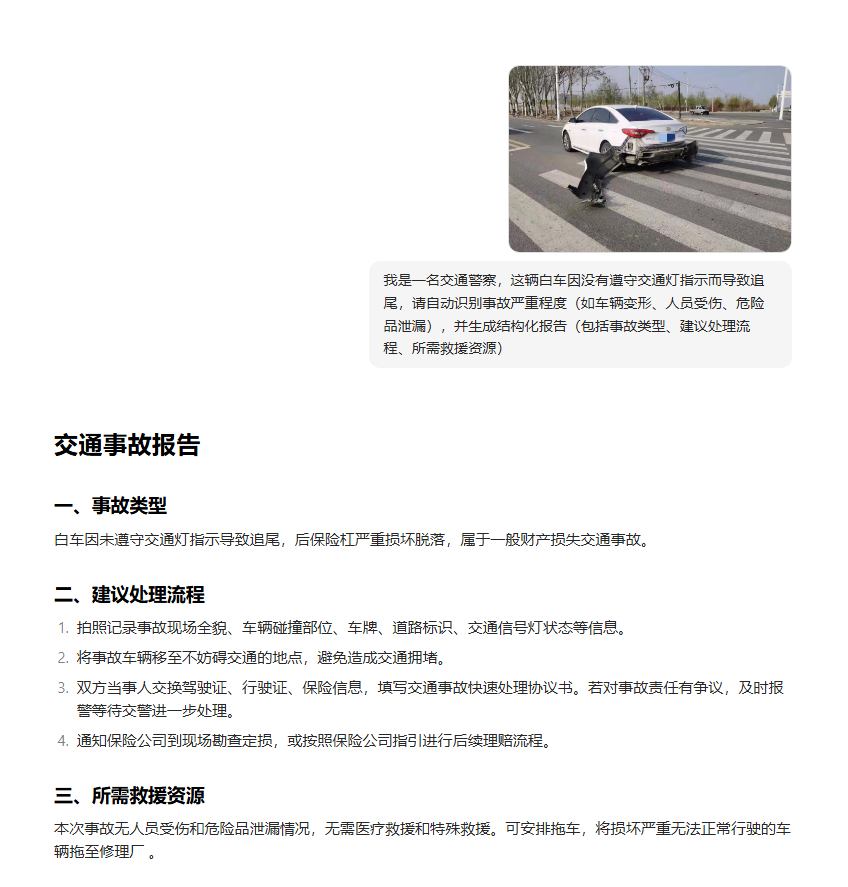 我是一名交通警察，这辆白车因没有遵守交通灯指示而导致追
尾，请自动识别事故严重程度（如车辆变形、人员受伤、危险
品泄漏），并生成结构化报告（包括事故类型、建议处理流
程、所需救援资源）
交通事故报告
一、事故类型
白车因未遵守交通灯指示导致追尾，后保险杠严重损坏脱落，属于一般财产损失交通事故。
二、建议处理流程
1. 拍照记录事故现场全貌、车辆碰撞部位、车牌、道路标识、交通信号灯状态等信息。
2. 将事故车辆移至不妨碍交通的地点，避免造成交通拥堵。
3. 双方当事人交换驾驶证、行驶证、保险信息，填写交通事故快速处理协议书。若对事故责任有争议，及时报
警等待交警进一步处理。
4. 通知保险公司到现场勘查定损，或按照保险公司指引进行后续理赔流程。
三、所需救援资源
本次事故无人员受伤和危险品泄漏情况，无需医疗救援和特殊救援。可安排拖车，将损坏严重无法正常行驶的车
辆拖至修理厂 。